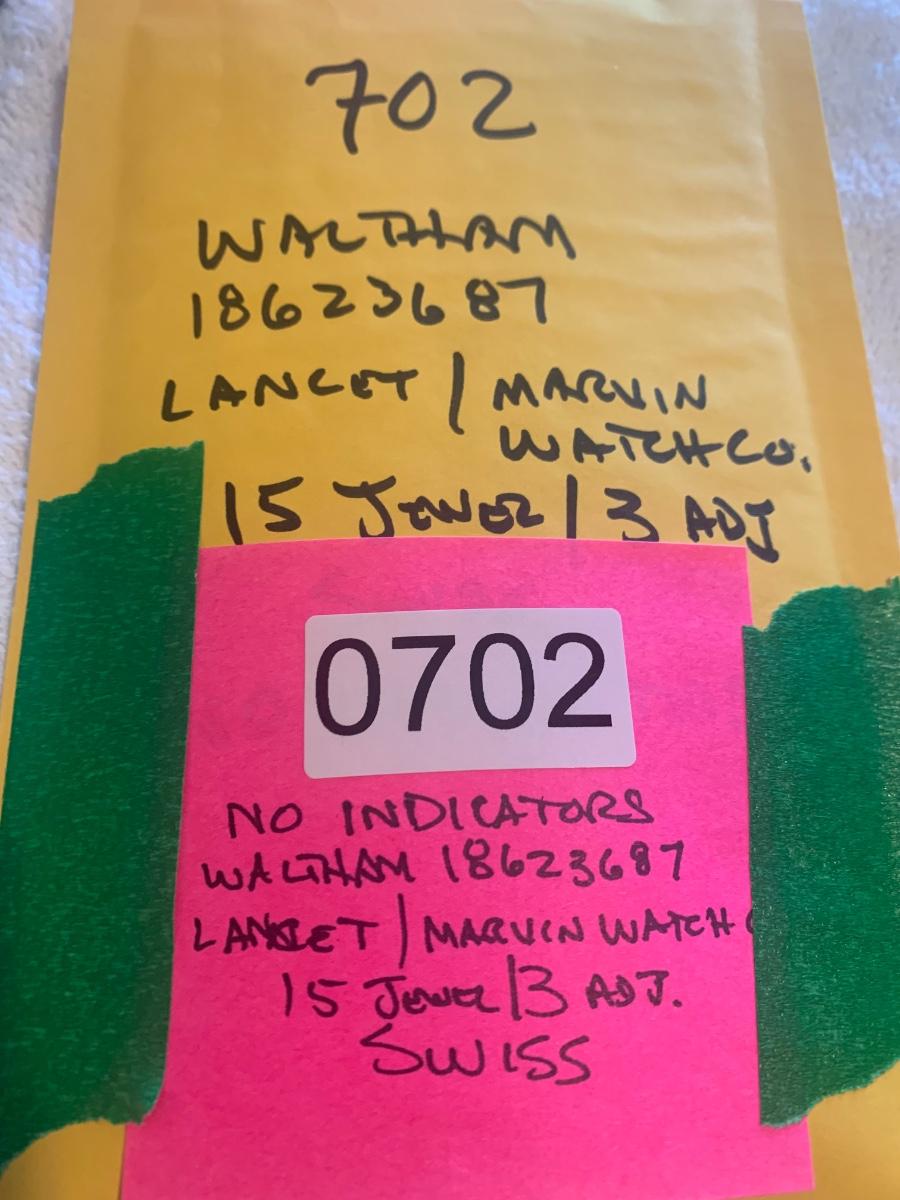 702
WALTHAM
18623687
LANCET / MARVIN
WATCH CO.
15 JEWEL / 3 ADJ
0702
NO INDICATORS
WALTHAM 18623687
LANCET / MARVIN WATCH C
15 JEWEL / 3 ADJ.
SWISS